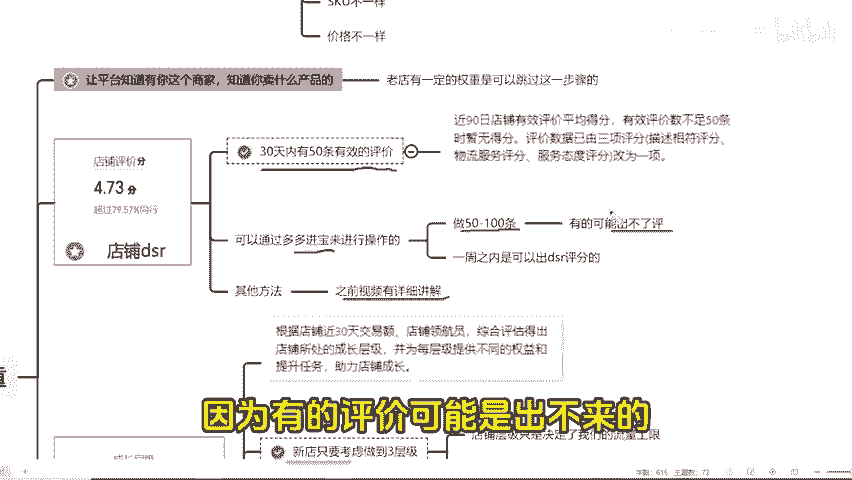 SKU不一样
价格不一样
让平台知道有你这个商家，知道你卖什么产品的
老店有一定的权重是可以跳过这一步骤的
店铺评价分
4.73 分
超过79.57%同行
店铺dsr
30天内有50条有效的评价
近90日店铺有效评价平均得分，有效评价数不足50条
时暂无得分。评价数据已由三项评分(描述相符评分、
物流服务评分、服务态度评分)改为一项。
可以通过多多进宝来进行操作的
做50-100条
有的可能出不了评
一周之内是可以出dsr评分的
其他方法
之前视频有详细讲解
根据店铺近30天交易额、店铺领航员，综合评估得出
店铺所处的成长层级，并为每层级提供不同的权益和
提升任务，助力店铺成长。
因为有的评价可能是出不来的
新店只要考虑做到3层级
店铺层级只是决定了我们的流量上限
字数：615 主题数：72